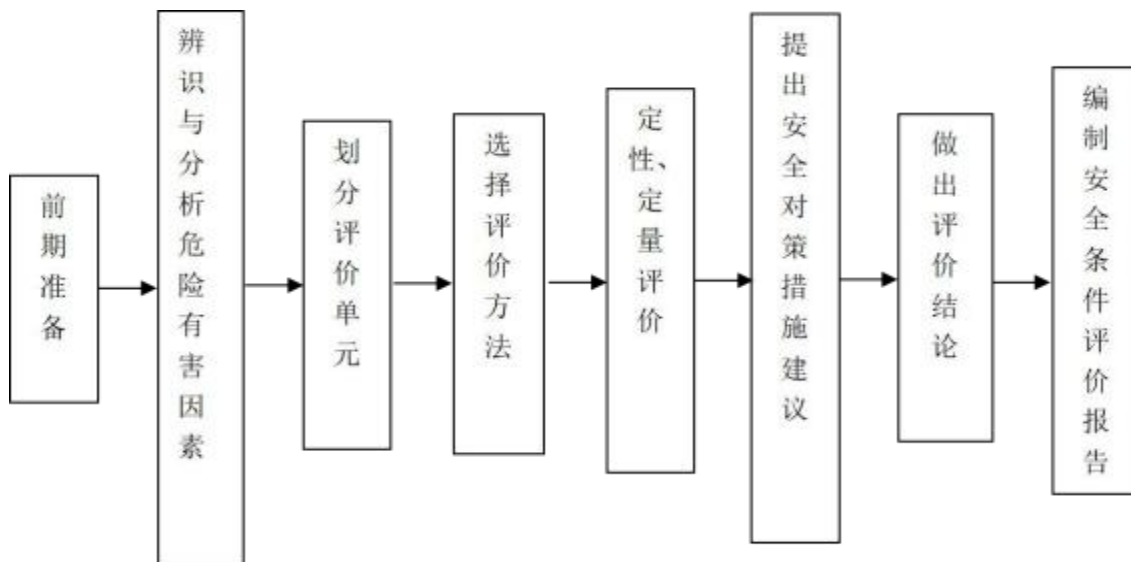 前期准备
辨识与分析危险有害因素
划分评价单元
选择评价方法
定性、定量评价
提出安全对策措施建议
做出评价结论
编制安全条件评价报告